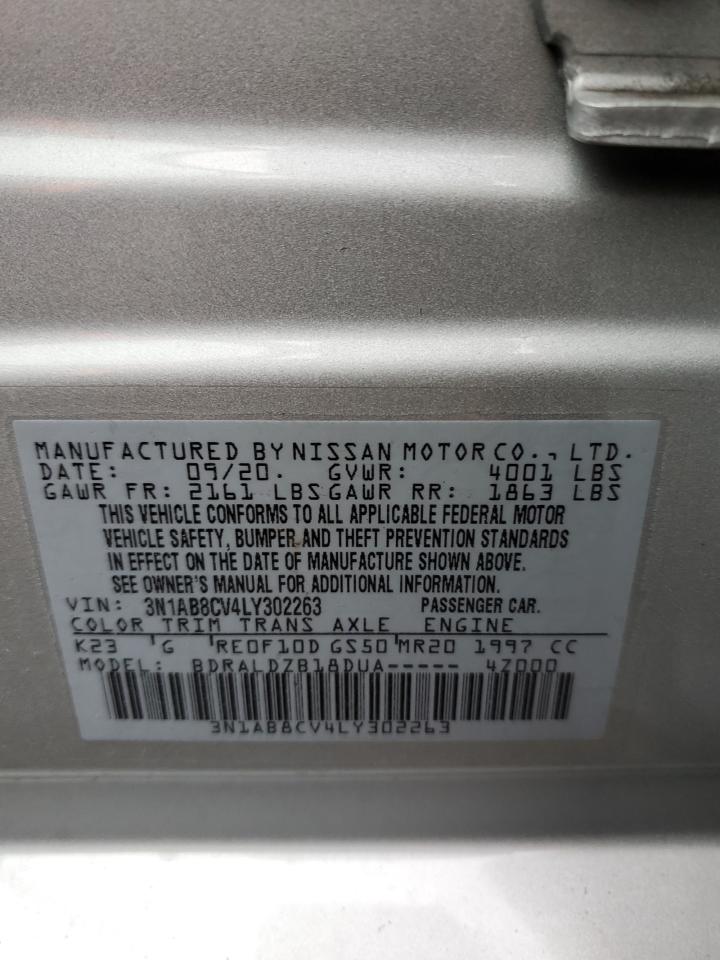 MANUFACTURED BY NISSAN MOTOR CO., LTD.
DATE: 09/20. GVWR: 4001 LBS
GAWR FR: 2161 LBS GAWR RR: 1863 LBS
THIS VEHICLE CONFORMS TO ALL APPLICABLE FEDERAL MOTOR
VEHICLE SAFETY, BUMPER AND THEFT PREVENTION STANDARDS
IN EFFECT ON THE DATE OF MANUFACTURE SHOWN ABOVE.
SEE OWNER'S MANUAL FOR ADDITIONAL INFORMATION.
VIN: 3N1AB8CV4LY302263 PASSENGER CAR.
COLOR TRIM TRANS AXLE ENGINE
K23 'G 'RE0F10D GS50'MR20 1997 CC
MODEL: BDRALDZB18DUA----- 4Z000
3N1AB8CV4LY302263